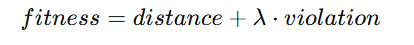 fitness = distance + λ · violation